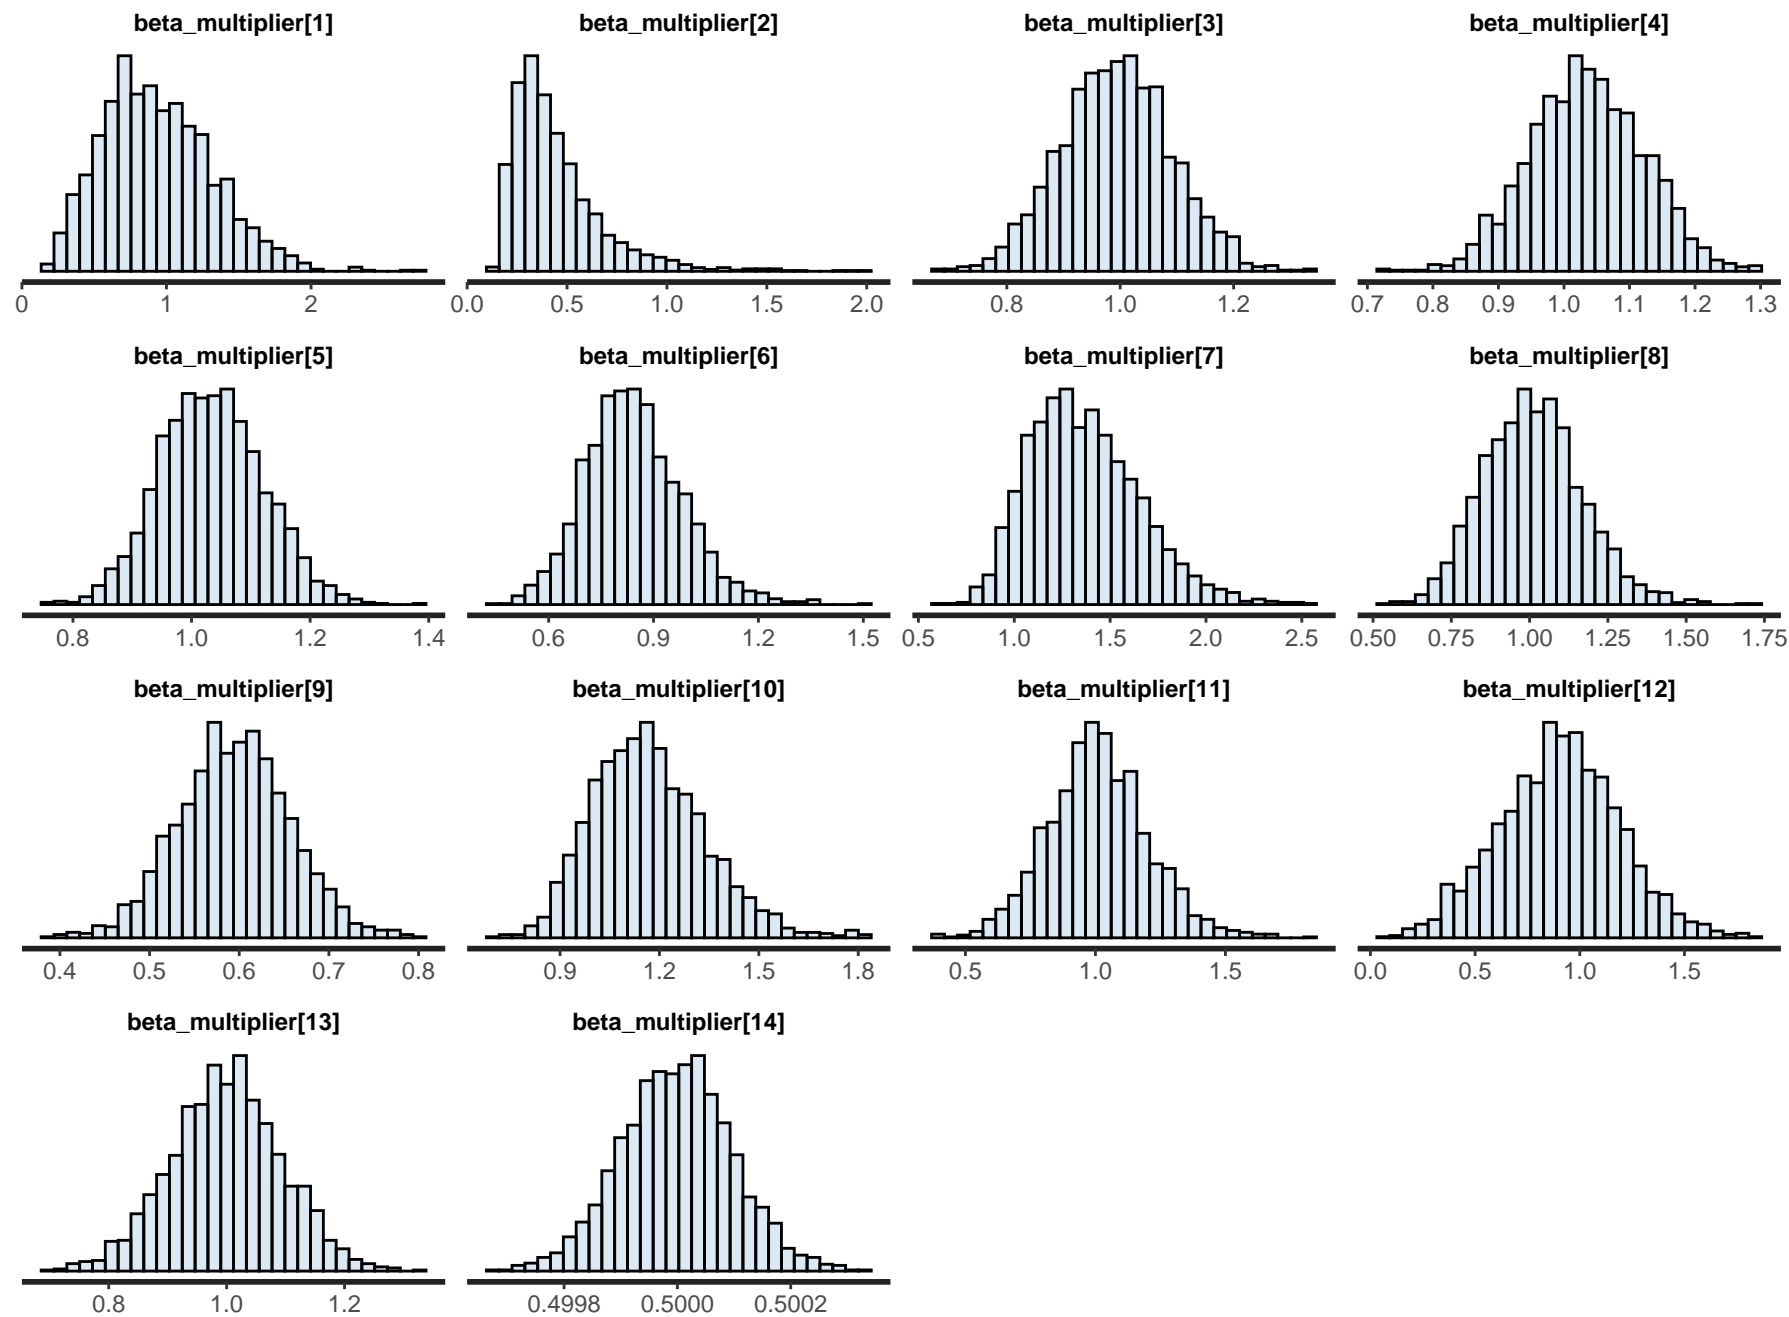 beta_multiplier[1] beta_multiplier[2] beta_multiplier[3] beta_multiplier[4]
0 1 2 0.0 0.5 1.0 1.5 2.0 0.8 1.0 1.2 0.7 0.8 0.9 1.0 1.1 1.2 1.3
beta_multiplier[5] beta_multiplier[6] beta_multiplier[7] beta_multiplier[8]
0.8 1.0 1.2 1.4 0.6 0.9 1.2 1.5 0.5 1.0 1.5 2.0 2.5 0.50 0.75 1.00 1.25 1.50 1.75
beta_multiplier[9] beta_multiplier[10] beta_multiplier[11] beta_multiplier[12]
0.4 0.5 0.6 0.7 0.8 0.9 1.2 1.5 1.8 0.5 1.0 1.5 0.0 0.5 1.0 1.5
beta_multiplier[13] beta_multiplier[14]
0.8 1.0 1.2 0.4998 0.5000 0.5002